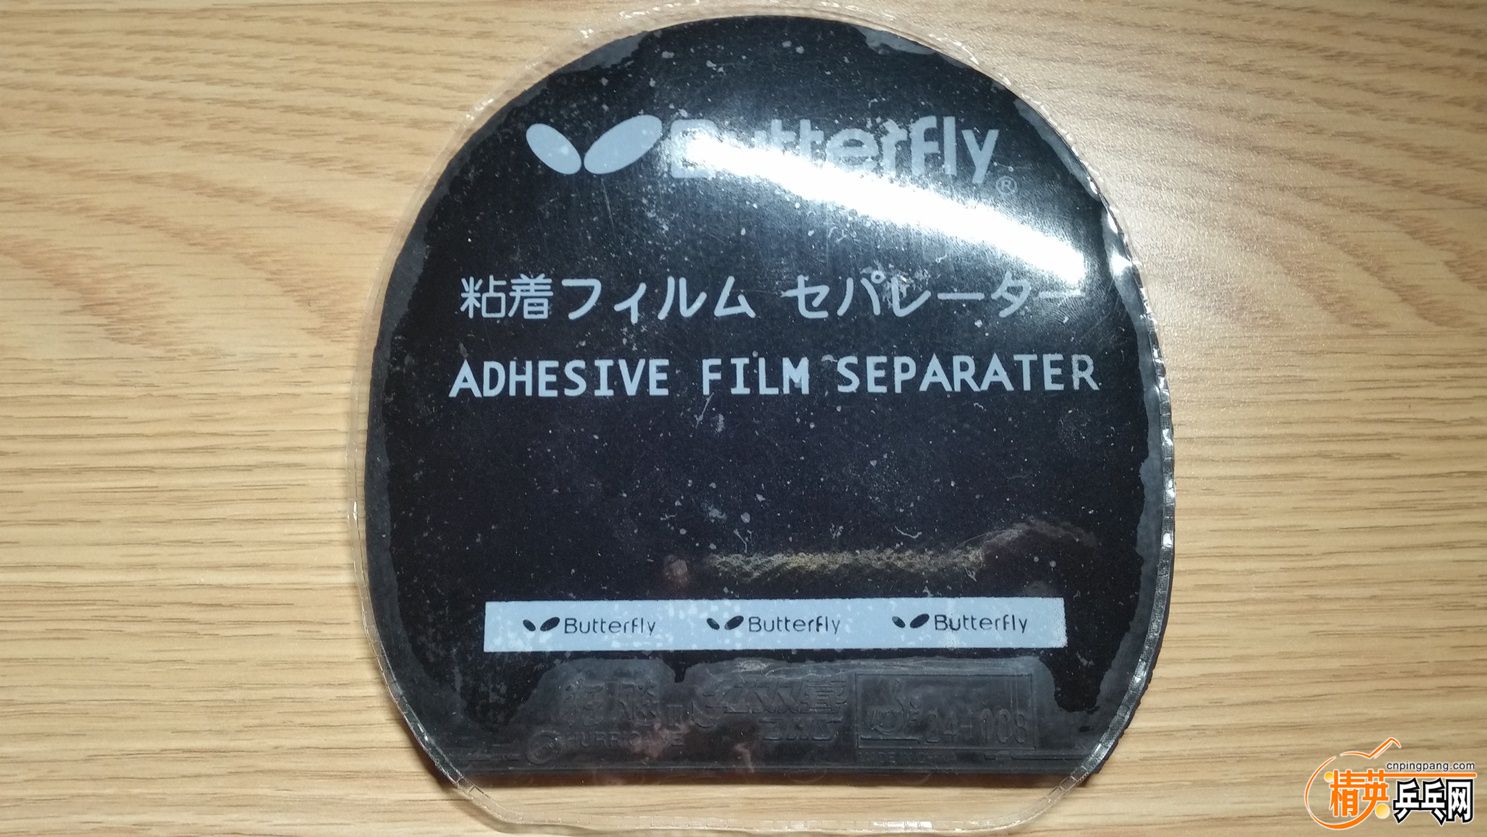 Butterfly®
粘着フィルム セパレーター
ADHESIVE FILM SEPARATER
Butterfly Butterfly Butterfly
HURRICANE
cnpingpang.com
精英乒乓网